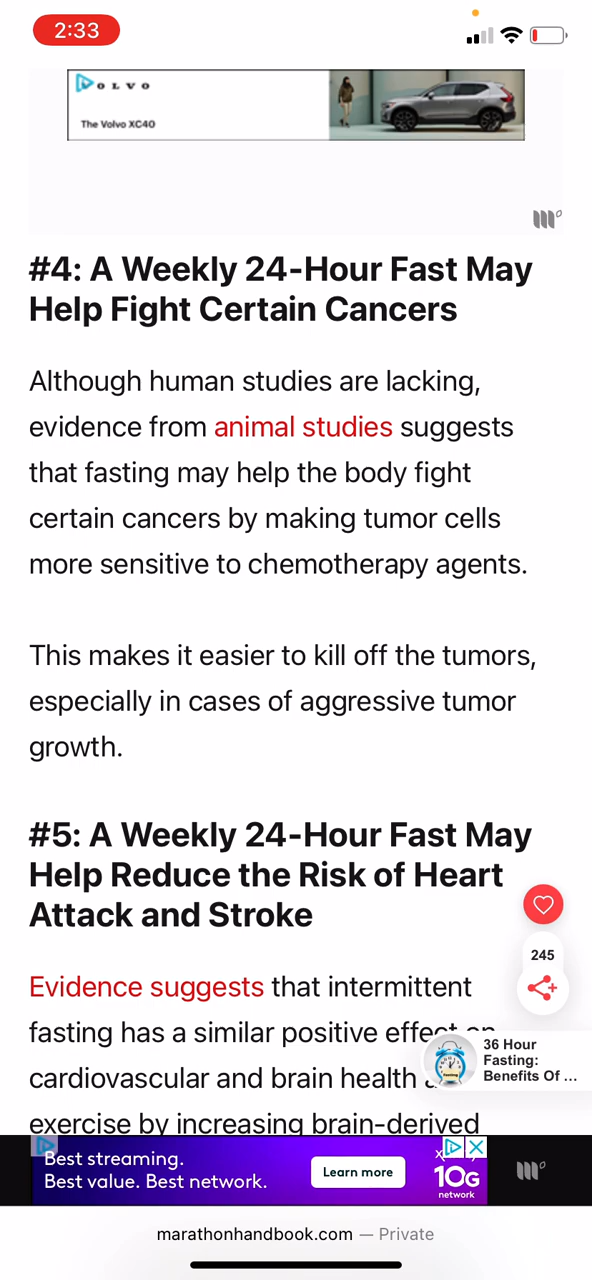 2:33
VOLVO
The Volvo XC40
#4: A Weekly 24-Hour Fast May
Help Fight Certain Cancers
Although human studies are lacking,
evidence from animal studies suggests
that fasting may help the body fight
certain cancers by making tumor cells
more sensitive to chemotherapy agents.
This makes it easier to kill off the tumors,
especially in cases of aggressive tumor
growth.
#5: A Weekly 24-Hour Fast May
Help Reduce the Risk of Heart
Attack and Stroke
245
Evidence suggests that intermittent
fasting has a similar positive effect on
36 Hour
Fasting:
Benefits Of ...
cardiovascular and brain health
exercise by increasing brain-derived
Best streaming.
Best value. Best network.
Learn more
10G
network
marathonhandbook.com — Private